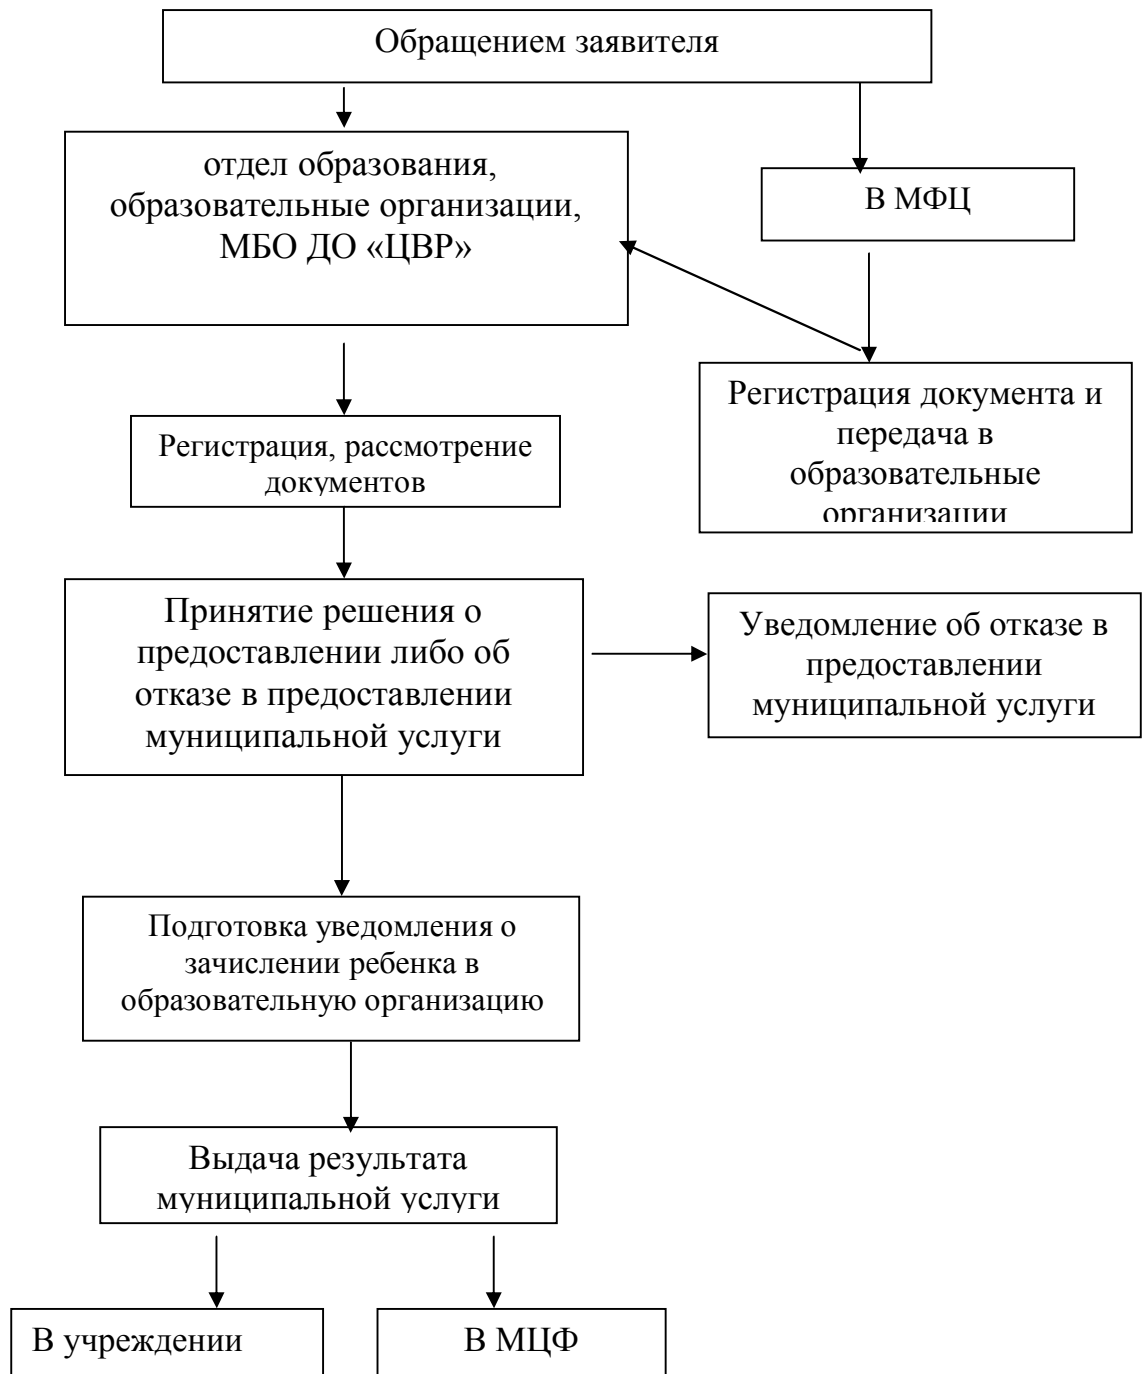 Обращением заявителя
отдел образования,
образовательные организации,
МБО ДО «ЦВР»
В МФЦ
Регистрация документа и
передача в
образовательные
организации
Регистрация, рассмотрение
документов
Принятие решения о
предоставлении либо об
отказе в предоставлении
муниципальной услуги
Уведомление об отказе в
предоставлении
муниципальной услуги
Подготовка уведомления о
зачислении ребенка в
образовательную организацию
Выдача результата
муниципальной услуги
В учреждении
В МЦФ